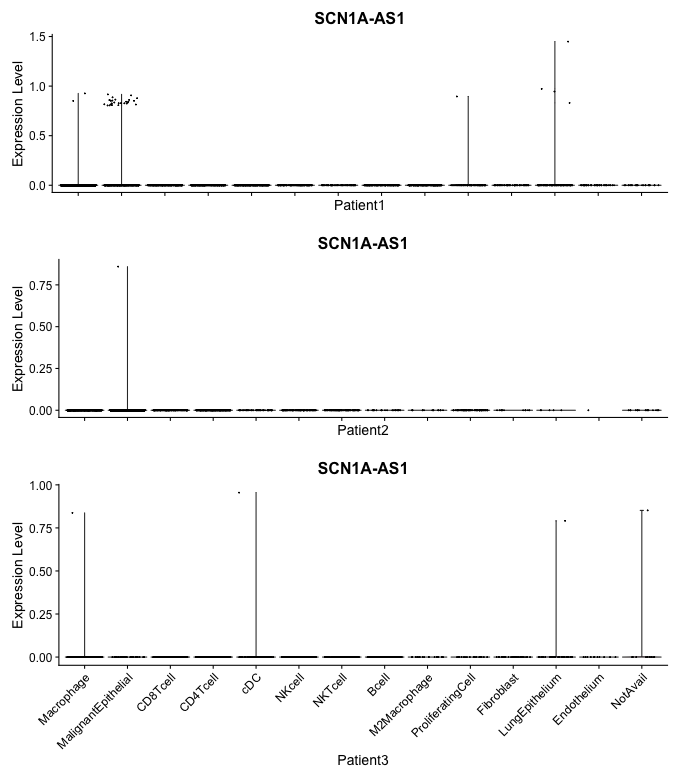 SCN1A-AS1
Expression Level
1.5
1.0
0.5
0.0
Patient1
SCN1A-AS1
Expression Level
0.75
0.50
0.25
0.00
Patient2
SCN1A-AS1
Expression Level
1.00
0.75
0.50
0.25
0.00
Macrophage
MalignantEpithelial
CD8Tcell
CD4Tcell
cDC
NKcell
NKTcell
Bcell
M2Macrophage
ProliferatingCell
Fibroblast
LungEpithelium
Endothelium
NotAvail
Patient3